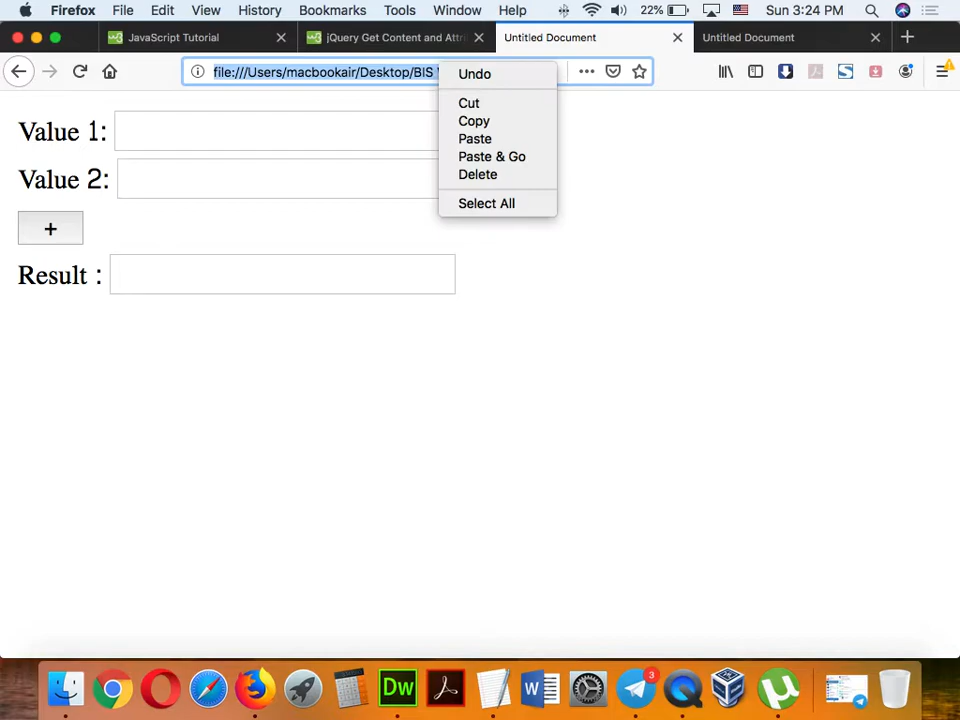 Firefox File Edit View History Bookmarks Tools Window Help 22% Sun 3:24 PM
JavaScript Tutorial
jQuery Get Content and Attri
Untitled Document
Untitled Document
file:///Users/macbookair/Desktop/BIS
Undo
Cut
Copy
Paste
Paste & Go
Delete
Select All
Value 1:
Value 2:
+
Result :
Dw
3